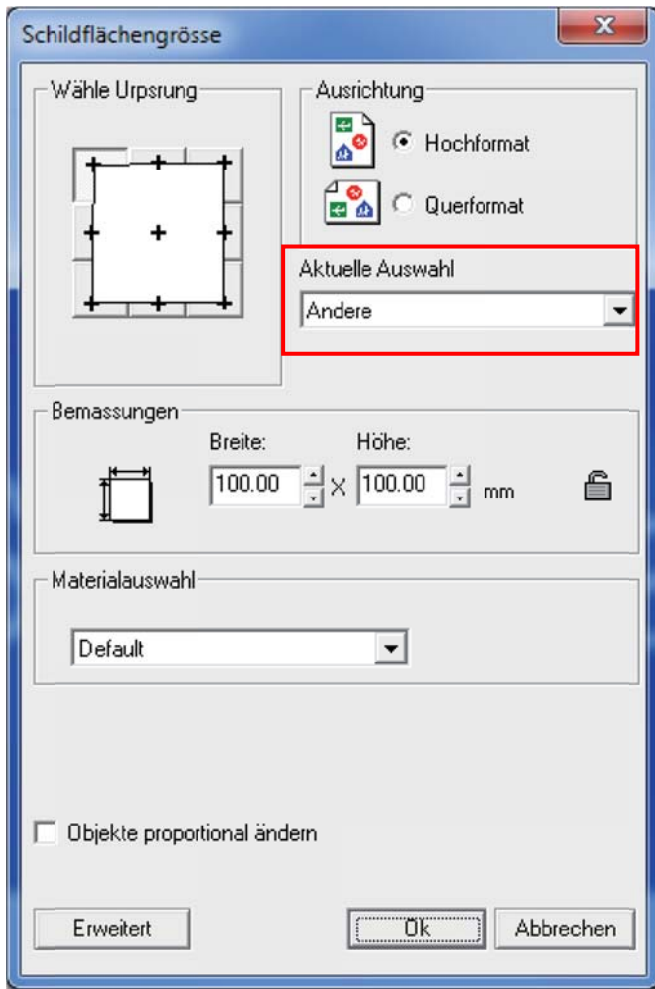 Schildflächengrösse
Wähle Urpsrung
Ausrichtung
Hochformat
Querformat
Aktuelle Auswahl
Andere
Bemassungen
Breite: Höhe:
100.00 X 100.00 mm
Materialauswahl
Default
Objekte proportional ändern
Erweitert Ok Abbrechen